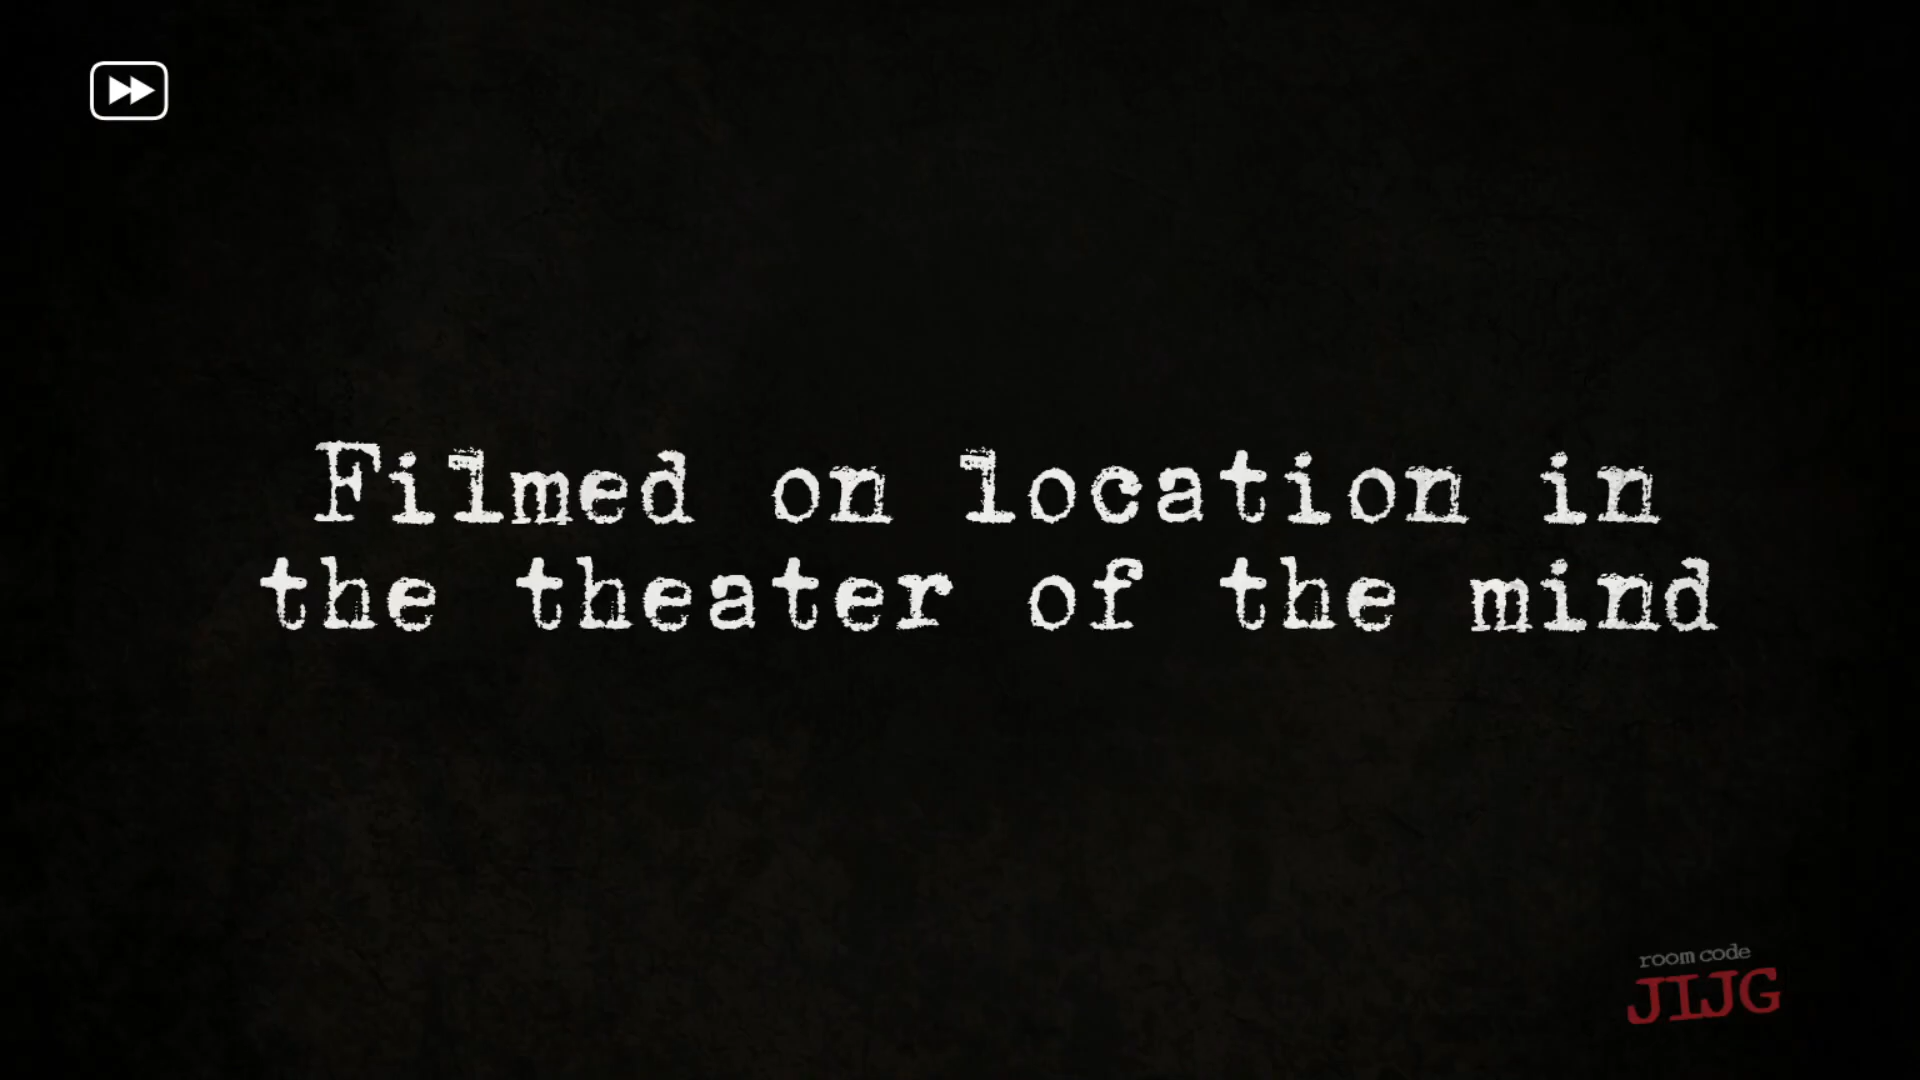 Filmed on location in
the theater of the mind
room code
JIJG